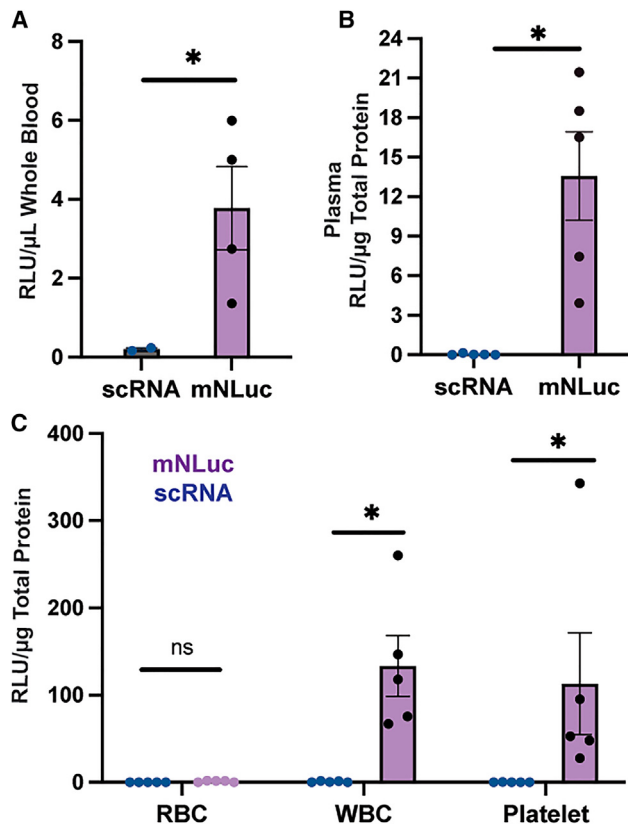 A
RLU/µL Whole Blood
8
6
4
2
0
*
scRNA mNLuc
B
Plasma
RLU/µg Total Protein
24
21
18
15
12
9
6
3
0
*
scRNA mNLuc
C
RLU/µg Total Protein
400
300
200
100
0
mNLuc
scRNA
ns
*
*
RBC WBC Platelet